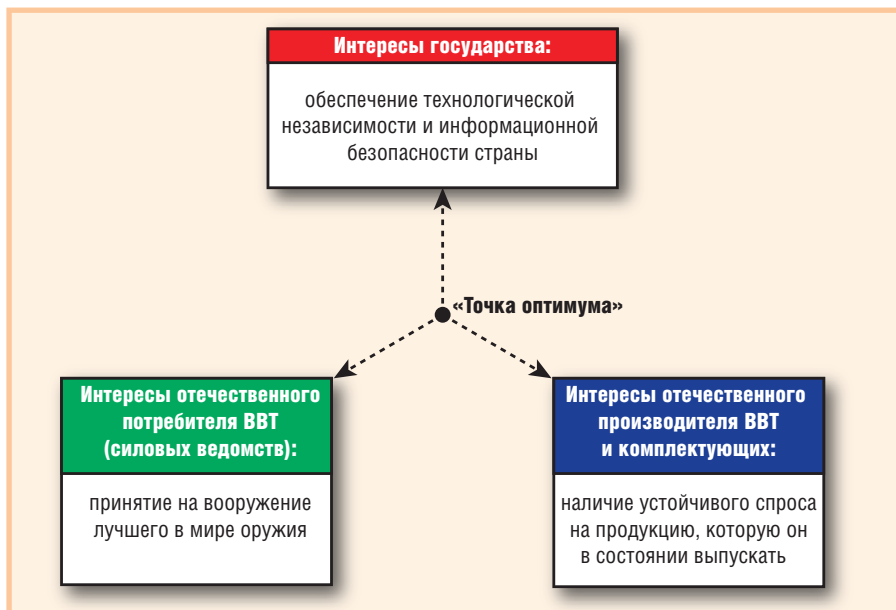 Интересы государства:
обеспечение технологической
независимости и информационной
безопасности страны
«Точка оптимума»
Интересы отечественного
потребителя ВВТ
(силовых ведомств):
принятие на вооружение
лучшего в мире оружия
Интересы отечественного
производителя ВВТ
и комплектующих:
наличие устойчивого спроса
на продукцию, которую он
в состоянии выпускать